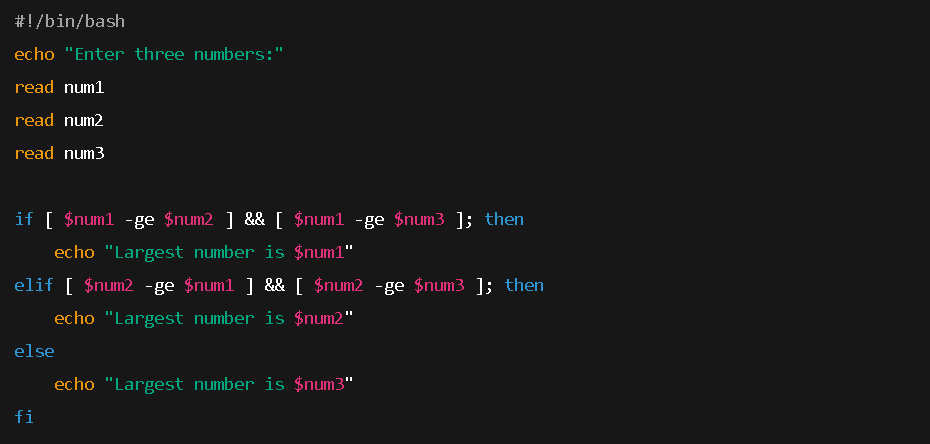 #!/bin/bash
echo "Enter three numbers:"
read num1
read num2
read num3

if [ $num1 -ge $num2 ] && [ $num1 -ge $num3 ]; then
    echo "Largest number is $num1"
elif [ $num2 -ge $num1 ] && [ $num2 -ge $num3 ]; then
    echo "Largest number is $num2"
else
    echo "Largest number is $num3"
fi